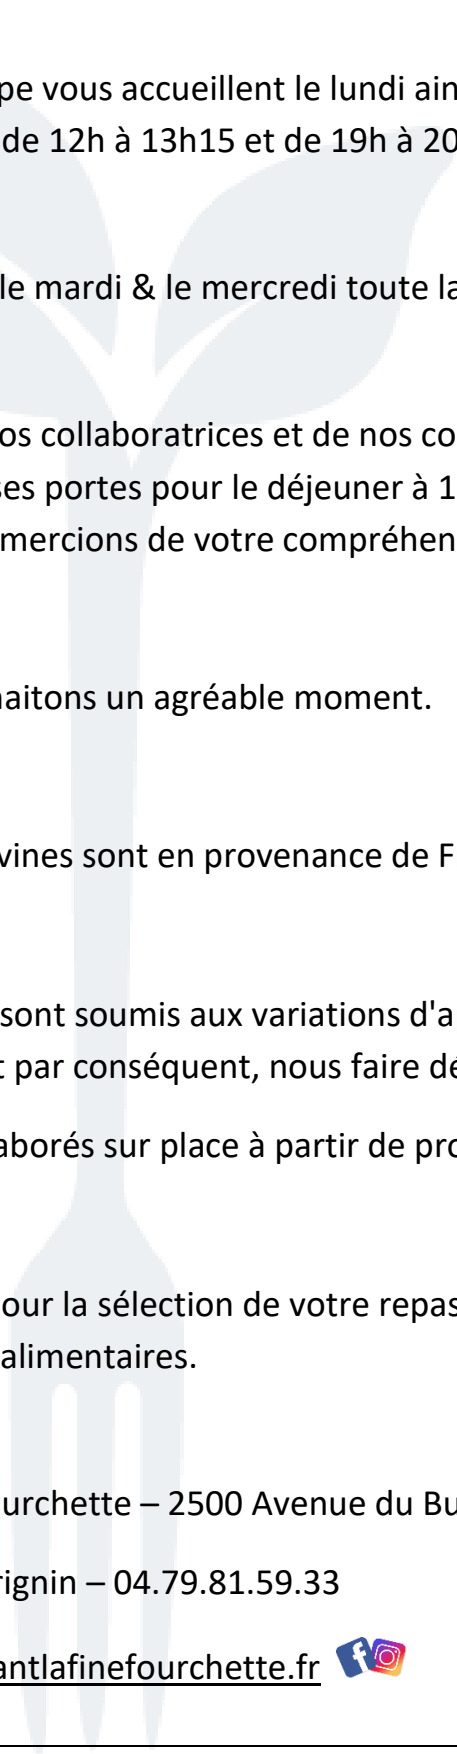 pe vous accueillent le lundi ain
de 12h à 13h15 et de 19h à 20
le mardi & le mercredi toute la
os collaboratrices et de nos co
ses portes pour le déjeuner à 1
mercions de votre compréhen
aitons un agréable moment.
vines sont en provenance de F
sont soumis aux variations d'a
t par conséquent, nous faire dé
aborés sur place à partir de pro
our la sélection de votre repas
alimentaires.
urchette – 2500 Avenue du Bu
rignin – 04.79.81.59.33
antlafinefourchette.fr